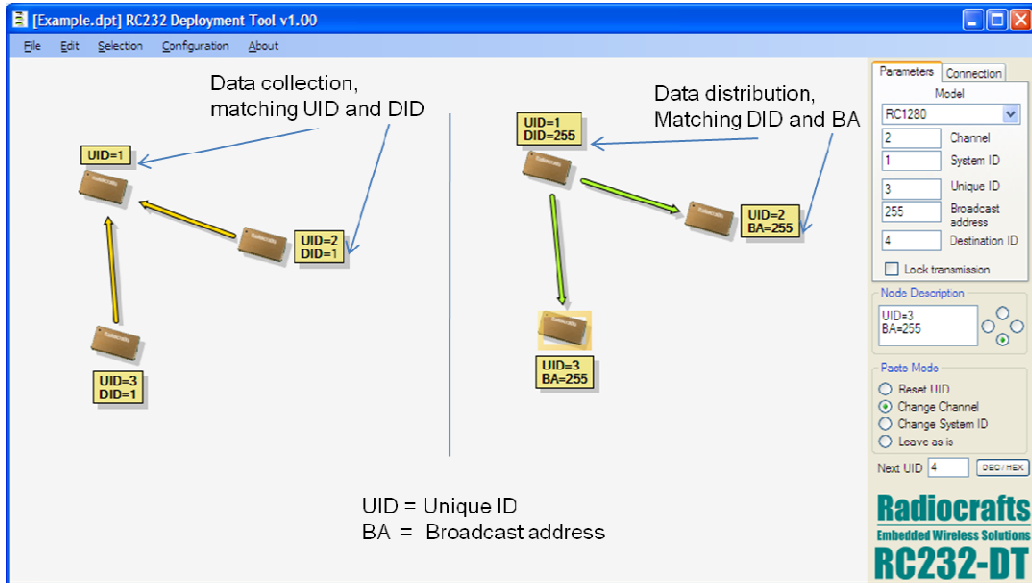 [Example.dpt] RC232 Deployment Tool v1.00
File Edit Selection Configuration About
Data collection,
matching UID and DID
UID=1
UID=2
DID=1
UID=3
DID=1
Data distribution,
Matching DID and BA
UID=1
DID=255
UID=2
BA=255
UID=3
BA=255
UID = Unique ID
BA = Broadcast address
Parameters Connection
Model
RC1280
2 Channel
1 System ID
3 Unique ID
255 Broadcast
address
4 Destination ID
Lock transmission
Node Description
UID=3
BA=255
Paste Mode
Reset UID
Change Channel
Change System ID
Leave as is
Next UID 4 DEC/HEX
Radiocrafts
Embedded Wireless Solutions
RC232-DT